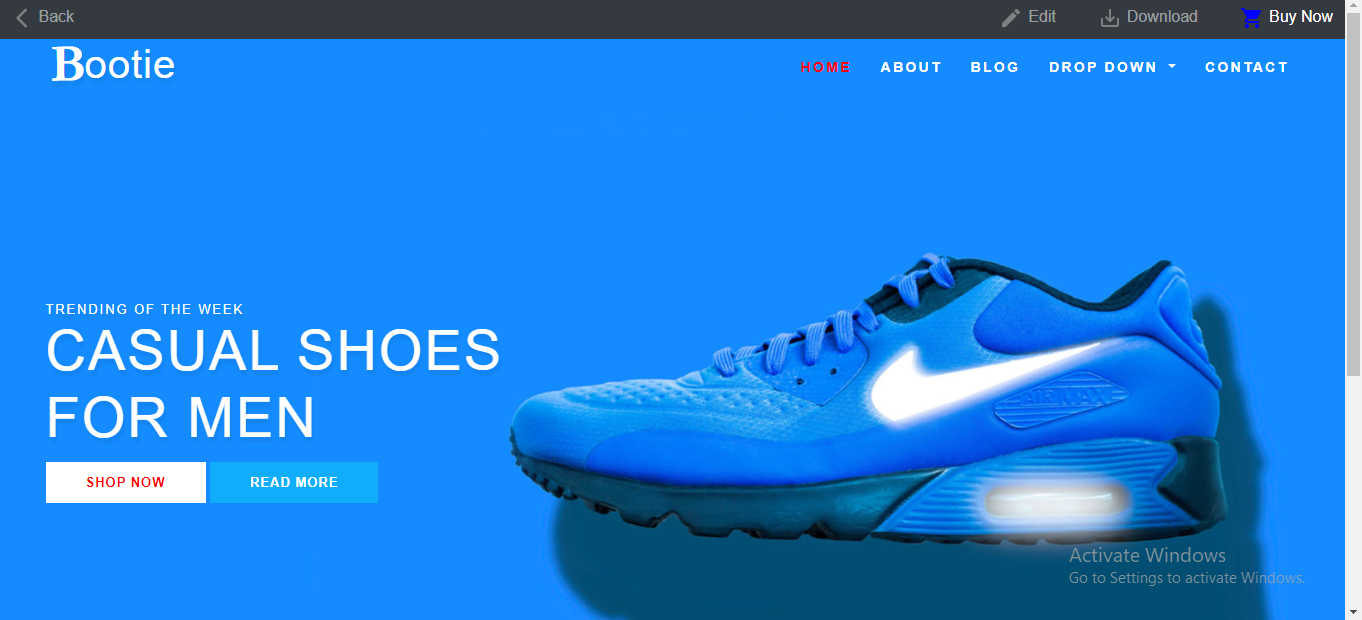 Back
Edit
Download
Buy Now
Bootie
HOME
ABOUT
BLOG
DROP DOWN
CONTACT
TRENDING OF THE WEEK
CASUAL SHOES
FOR MEN
AIR MAX
SHOP NOW
READ MORE
Activate Windows
Go to Settings to activate Windows.